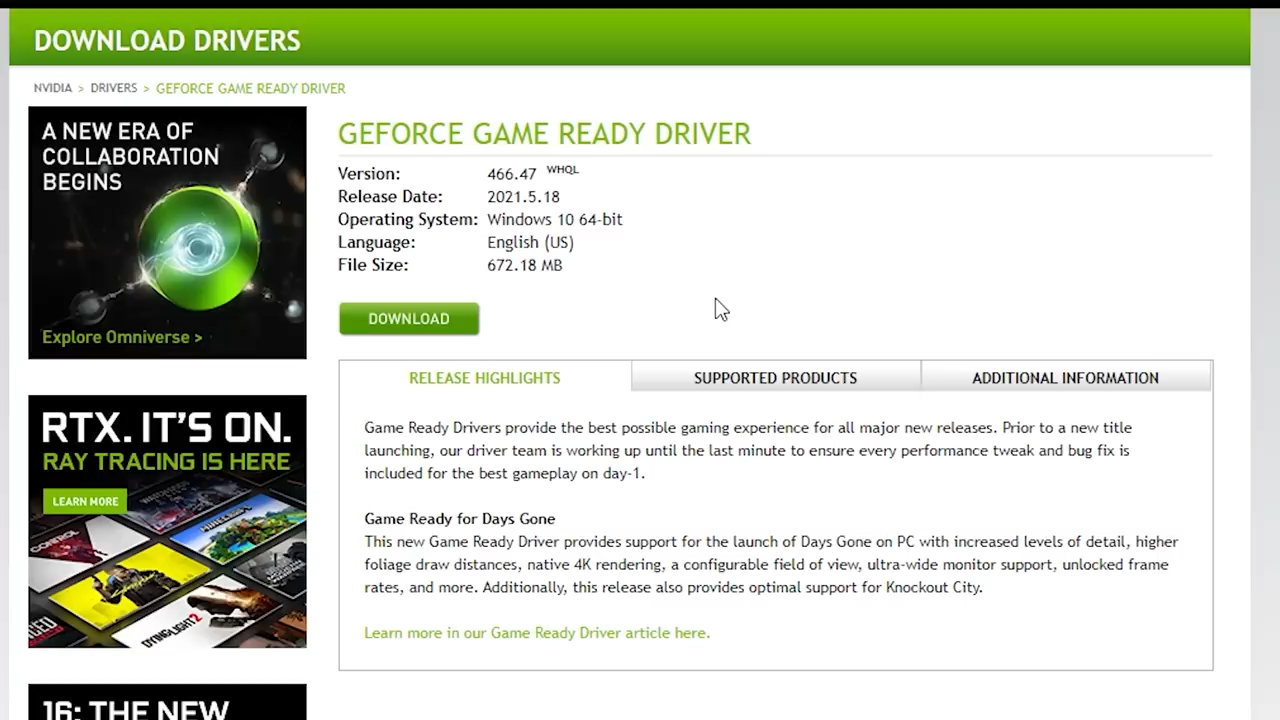 DOWNLOAD DRIVERS
NVIDIA > DRIVERS > GEFORCE GAME READY DRIVER
A NEW ERA OF
COLLABORATION
BEGINS
Explore Omniverse >
RTX. IT'S ON.
RAY TRACING IS HERE
LEARN MORE
CONTROL
MINECRAFT
DYING LIGHT 2
16: THE NEW
GEFORCE GAME READY DRIVER
Version: 466.47 WHQL
Release Date: 2021.5.18
Operating System: Windows 10 64-bit
Language: English (US)
File Size: 672.18 MB
DOWNLOAD
RELEASE HIGHLIGHTS
SUPPORTED PRODUCTS
ADDITIONAL INFORMATION
Game Ready Drivers provide the best possible gaming experience for all major new releases. Prior to a new title
launching, our driver team is working up until the last minute to ensure every performance tweak and bug fix is
included for the best gameplay on day-1.
Game Ready for Days Gone
This new Game Ready Driver provides support for the launch of Days Gone on PC with increased levels of detail, higher
foliage draw distances, native 4K rendering, a configurable field of view, ultra-wide monitor support, unlocked frame
rates, and more. Additionally, this release also provides optimal support for Knockout City.
Learn more in our Game Ready Driver article here.